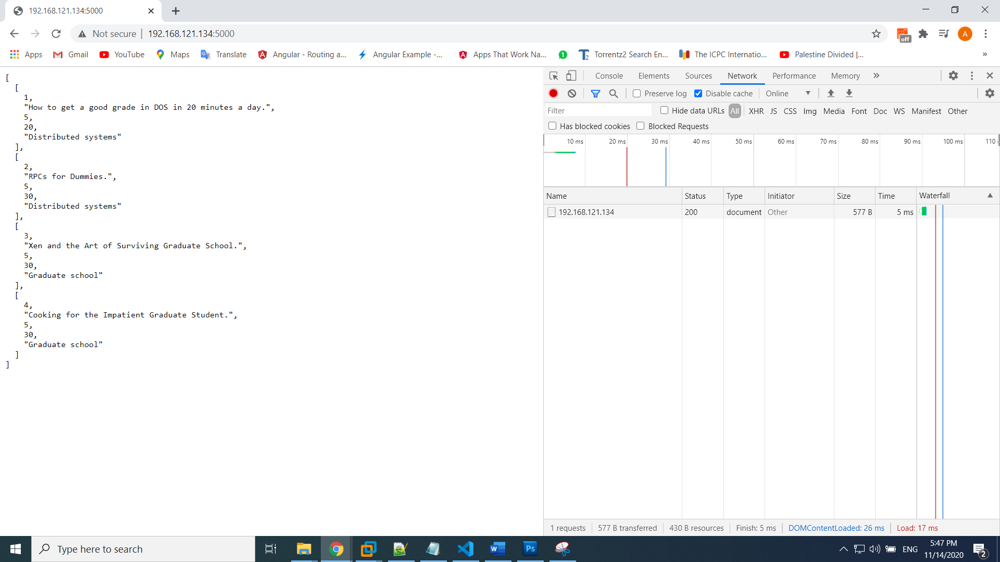 192.168.121.134:5000
Not secure | 192.168.121.134:5000
off
A
Apps Gmail YouTube Maps Translate Angular - Routing a... Angular Example -... Apps That Work Na... 1 Torrentz2 Search En... The ICPC Internatio... Palestine Divided |... »
[
[
1,
"How to get a good grade in DOS in 20 minutes a day.",
5,
20,
"Distributed systems"
],
[
2,
"RPCs for Dummies.",
5,
30,
"Distributed systems"
],
[
3,
"Xen and the Art of Surviving Graduate School.",
5,
30,
"Graduate school"
],
[
4,
"Cooking for the Impatient Graduate Student.",
5,
30,
"Graduate school"
]
]
Console Elements Sources Network Performance Memory »
Preserve log Disable cache Online
Filter Hide data URLs All XHR JS CSS Img Media Font Doc WS Manifest Other
Has blocked cookies Blocked Requests
10 ms 20 ms 30 ms 40 ms 50 ms 60 ms 70 ms 80 ms 90 ms 100 ms 110
Name Status Type Initiator Size Time Waterfall
192.168.121.134 200 document Other 577 B 5 ms
1 requests 577 B transferred 430 B resources Finish: 5 ms DOMContentLoaded: 26 ms Load: 17 ms
Type here to search
W
Ps
ENG
5:47 PM
11/14/2020
2